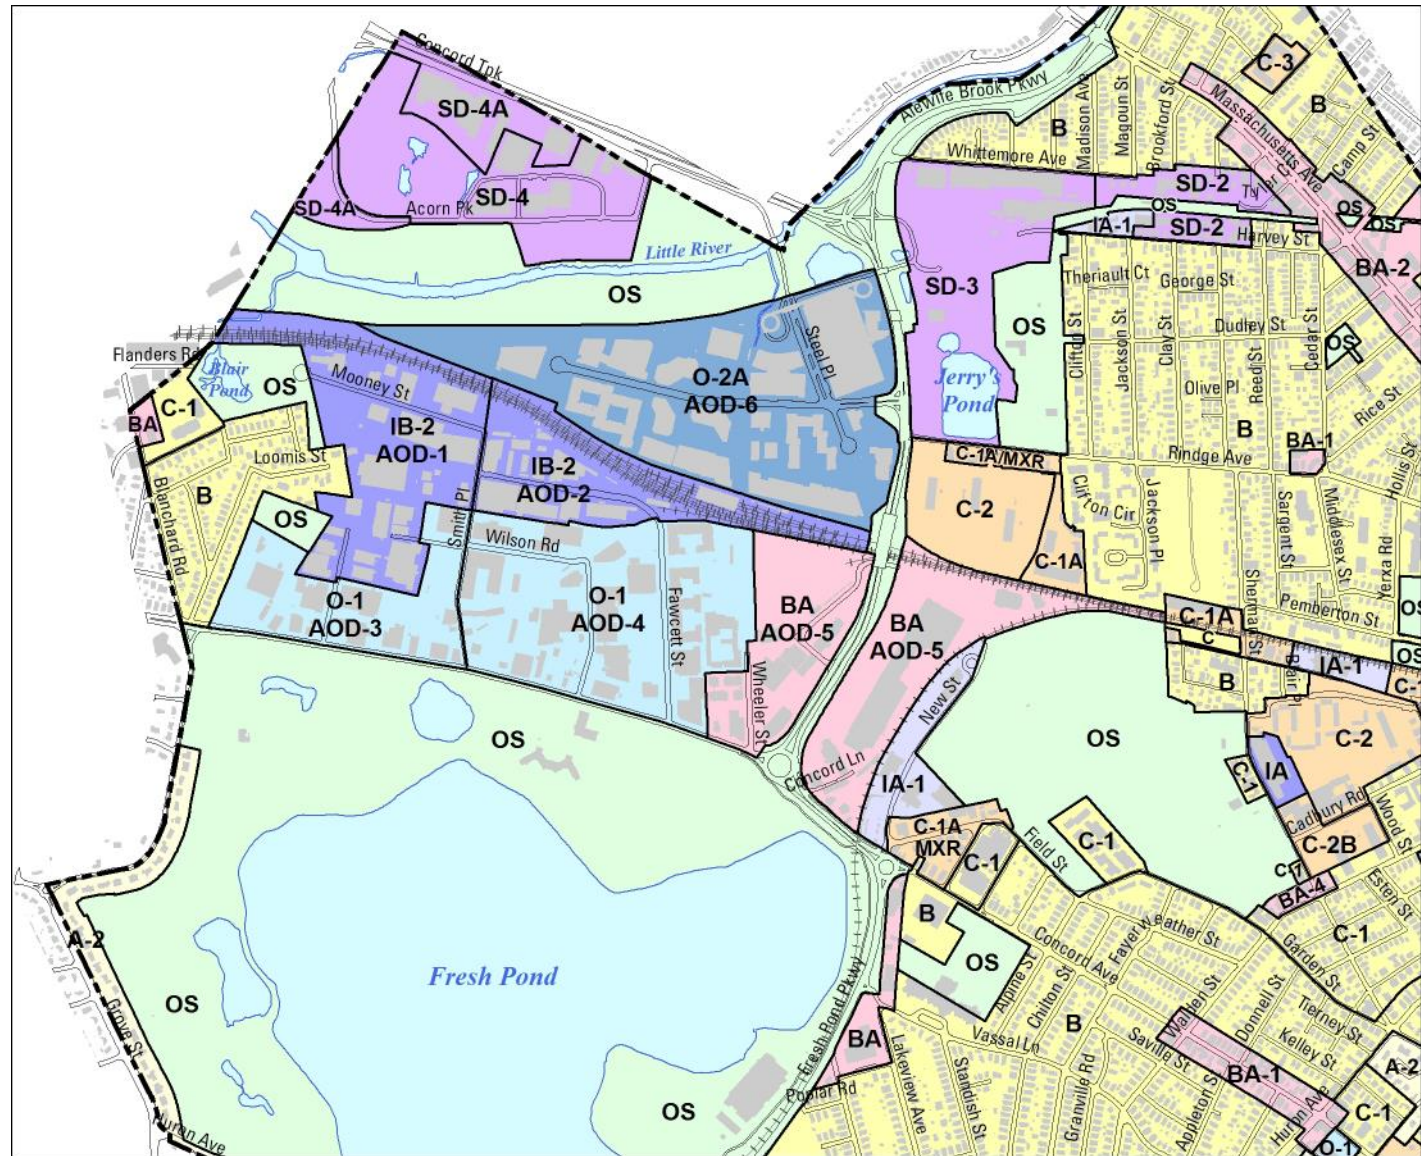 Concord Tpk
SD-4A
C-3
B
Alewife Brook Pkwy
Madison Ave
Magoun St
Brookford St
Massachusetts Ave
Camp St
B
Whittemore Ave
SD-4A
SD-4
Acorn Pk
SD-2
OS
IA-1
SD-2
Harvey St
OS
OS
Little River
OS
BA-2
SD-3
OS
Theriault Ct
George St
Dudley St
Clifton St
Jackson St
Clay St
Reed St
Cedar St
OS
Olive Pl
Rice St
Flanders Rd
Blair
Pond
OS
Mooney St
Steel Pl
O-2A
AOD-6
Jerry's
Pond
BA
C-1
IB-2
AOD-1
B
BA-1
Rindge Ave
Hollis St
Loomis St
IB-2
AOD-2
C-1A/MXR
C-2
Clifton Cir
Jackson Pl
Sargent St
Middlesex St
Yerxa Rd
Blanchard Rd
B
OS
Smith Pl
Wilson Rd
C-1A
Sherman St
Pemberton St
OS
O-1
AOD-3
O-1
AOD-4
Fawcett St
BA
AOD-5
BA
AOD-5
C-1A
C
Blair Pl
IA-1
OS
C-1
B
Wheeler St
New St
OS
OS
C-2
Concord Ln
IA-1
C-1
IA
Cadbury Rd
Wood St
C-1A
MXR
C-1
Field St
C-1
C-2B
C-1
BA-4
Esten St
A-2
B
OS
Concord Ave
Fayerweather St
Garden St
C-1
Fresh Pond
OS
Grove St
Alpine St
Chilton St
B
Walden St
Donnell St
Tierney St
Fresh Pond Pkwy
Vassal Ln
Saville St
Kelley St
BA
Lakeview Ave
Standish St
Granville Rd
Appleton St
BA-1
A-2
Poplar Rd
Huron Ave
C-1
OS
Huron Ave
O-1